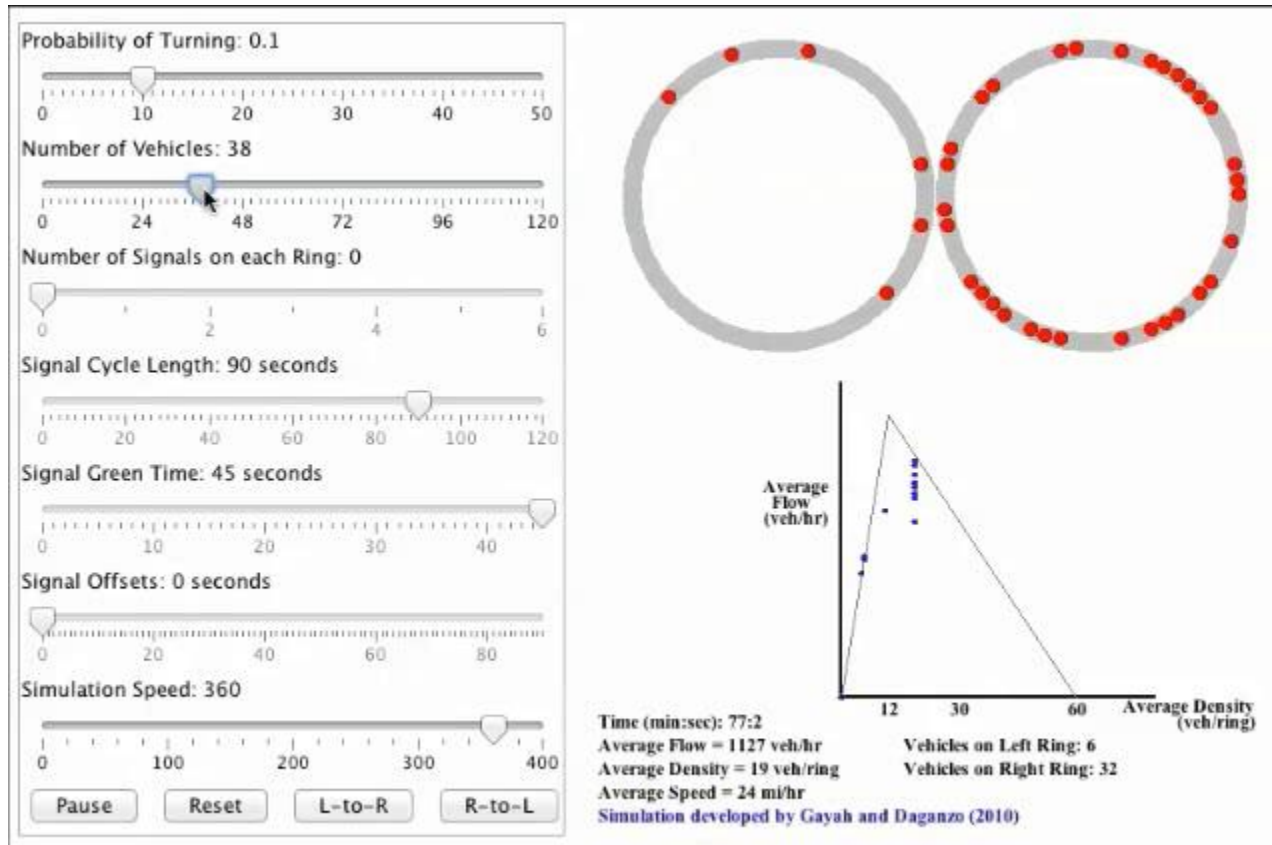 Probability of Turning: 0.1
0 10 20 30 40 50
Number of Vehicles: 38
0 24 48 72 96 120
Number of Signals on each Ring: 0
0 2 4 6
Signal Cycle Length: 90 seconds
0 20 40 60 80 100 120
Signal Green Time: 45 seconds
0 10 20 30 40
Signal Offsets: 0 seconds
0 20 40 60 80
Simulation Speed: 360
0 100 200 300 400
Pause Reset L-to-R R-to-L
Average
Flow
(veh/hr)
12 30 60 Average Density
(veh/ring)
Time (min:sec): 77:2
Average Flow = 1127 veh/hr Vehicles on Left Ring: 6
Average Density = 19 veh/ring Vehicles on Right Ring: 32
Average Speed = 24 mi/hr
Simulation developed by Gayah and Daganzo (2010)